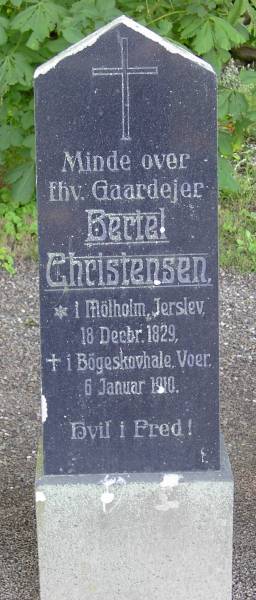 Minde over
fhv. Gaardejer
Bertel
Christensen,
* i Mölholm, Jerslev,
18 Decbr. 1829,
✝ i Bögeskovhale, Voer,
6 Januar 1910.
Hvil i Fred!